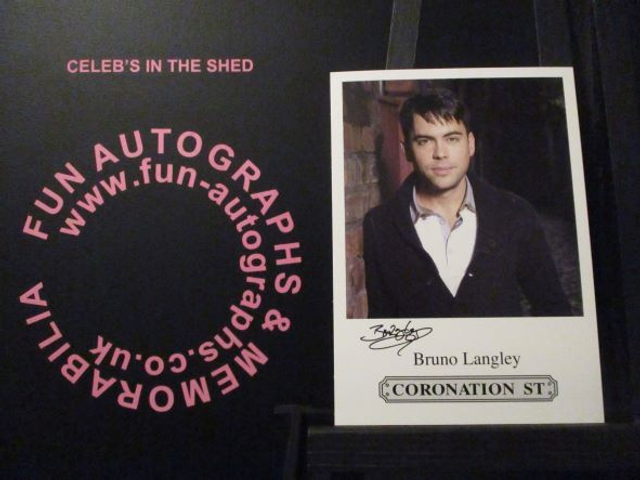 CELEB'S IN THE SHED
FUN AUTOGRAPHS & MEMORABILIA
www.fun-autographs.co.uk
Bruno Langley
CORONATION ST